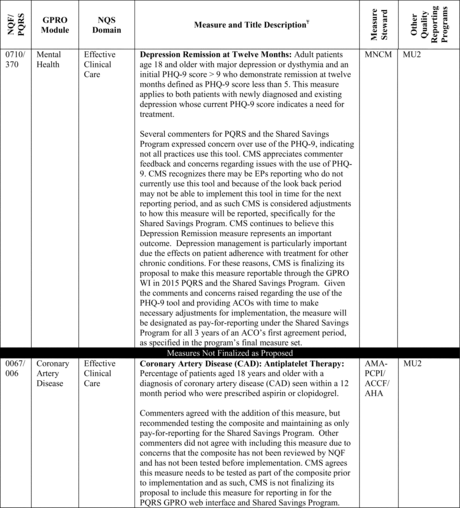 NQF/
PQRS
GPRO
Module
NQS
Domain
Measure and Title Description†
Measure
Steward
Other
Quality
Reporting
Programs
0710/
370
Mental
Health
Effective
Clinical
Care
Depression Remission at Twelve Months: Adult patients
age 18 and older with major depression or dysthymia and an
initial PHQ-9 score > 9 who demonstrate remission at twelve
months defined as PHQ-9 score less than 5. This measure
applies to both patients with newly diagnosed and existing
depression whose current PHQ-9 score indicates a need for
treatment.
Several commenters for PQRS and the Shared Savings
Program expressed concern over use of the PHQ-9, indicating
not all practices use this tool. CMS appreciates commenter
feedback and concerns regarding issues with the use of PHQ-
9. CMS recognizes there may be EPs reporting who do not
currently use this tool and because of the look back period
may not be able to implement this tool in time for the next
reporting period, and as such CMS is considered adjustments
to how this measure will be reported, specifically for the
Shared Savings Program. CMS continues to believe this
Depression Remission measure represents an important
outcome. Depression management is particularly important
due the effects on patient adherence with treatment for other
chronic conditions. For these reasons, CMS is finalizing its
proposal to make this measure reportable through the GPRO
WI in 2015 PQRS and the Shared Savings Program. Given
the comments and concerns raised regarding the use of the
PHQ-9 tool and providing ACOs with time to make
necessary adjustments for implementation, the measure will
be designated as pay-for-reporting under the Shared Savings
Program for all 3 years of an ACO's first agreement period,
as specified in the program's final measure set.
MNCM
MU2
Measures Not Finalized as Proposed
0067/
006
Coronary
Artery
Disease
Effective
Clinical
Care
Coronary Artery Disease (CAD): Antiplatelet Therapy:
Percentage of patients aged 18 years and older with a
diagnosis of coronary artery disease (CAD) seen within a 12
month period who were prescribed aspirin or clopidogrel.
Commenters agreed with the addition of this measure, but
recommended testing the composite and maintaining as only
pay-for-reporting for the Shared Savings Program. Other
commenters did not agree with including this measure due to
concerns that the composite has not been reviewed by NQF
and has not been tested before implementation. CMS agrees
this measure needs to be tested as part of the composite prior
to implementation and as such, CMS is not finalizing its
proposal to include this measure for reporting in for the
PQRS GPRO web interface and Shared Savings Program.
AMA-
PCPI/
ACCF/
AHA
MU2